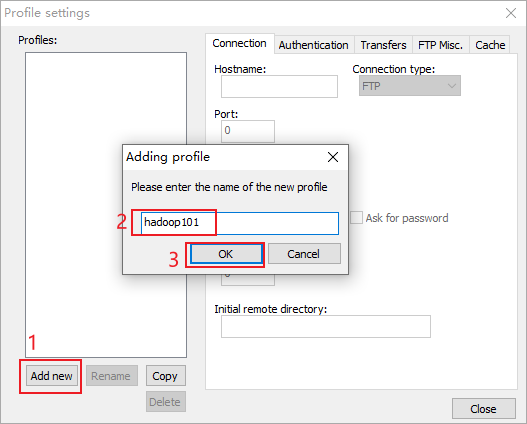 Profile settings
Profiles:
Connection
Authentication
Transfers
FTP Misc.
Cache
Hostname:
Connection type:
FTP
Port:
0
Adding profile
Please enter the name of the new profile
2
hadoop101
Ask for password
3
OK
Cancel
Initial remote directory:
1
Add new
Rename
Copy
Delete
Close